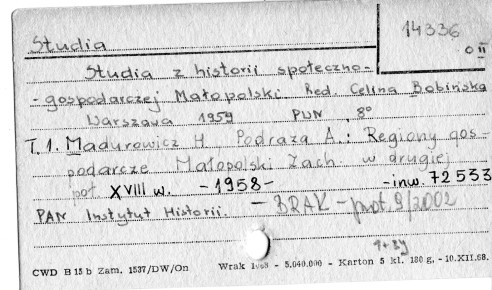 14336
Studia
O II
Studia z historii społeczno-
-gospodarczej Małopolski Red. Celina Bobińska
Warszawa 1959 PWN, 8°
T. 1. Madurowicz H Podraza A.: Regiony gos-
podarcze Małopolski Zach. w drugiej
poł. XVIII w. -1958- -inw. 72533
PAN Instytut Historii. - BRAK - prot. 9/2002
CWD B 15 b Zam. 1537/DW/On Wrak 1968 - 5.040.000 - Karton 5 kl. 180 g, - 10.XII.68.